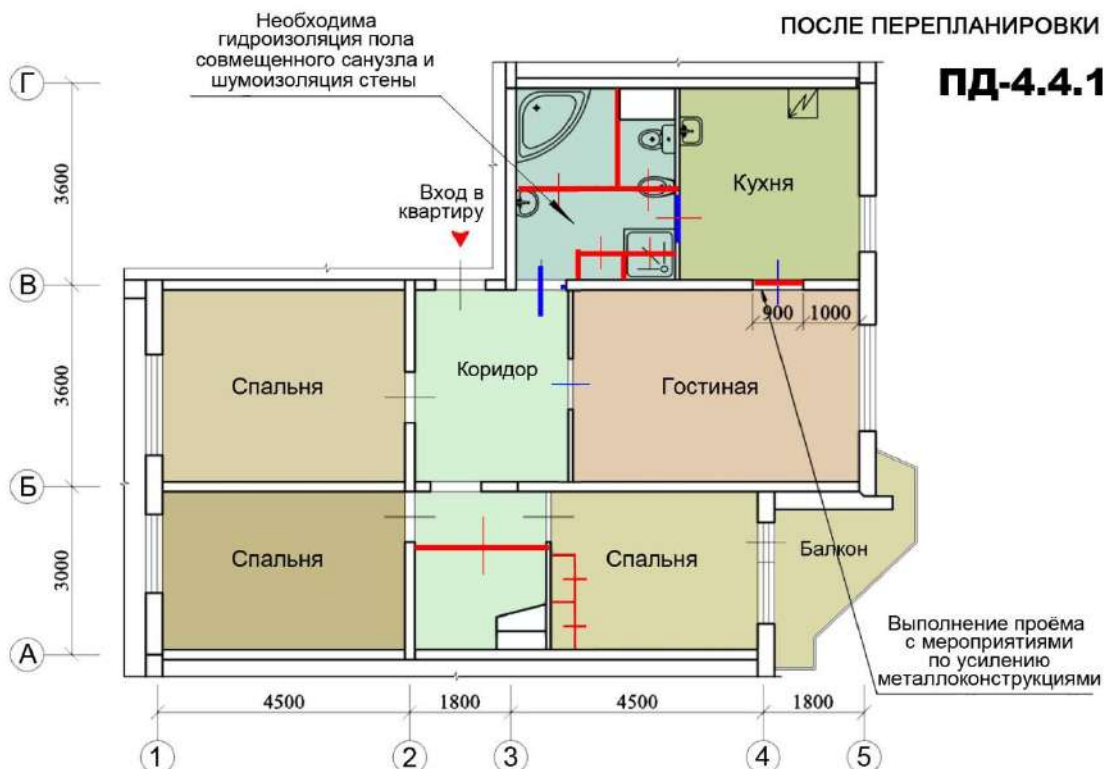 Необходима
гидроизоляция пола
совмещенного санузла и
шумоизоляция стены
ПОСЛЕ ПЕРЕПЛАНИРОВКИ
ПД-4.4.1
Г
3600
Вход в
квартиру
Кухня
В
900
1000
3600
Спальня
Коридор
Гостиная
Б
3000
Спальня
Спальня
Балкон
А
Выполнение проёма
с мероприятиями
по усилению
металлоконструкциями
4500
1800
4500
1800
1
2
3
4
5